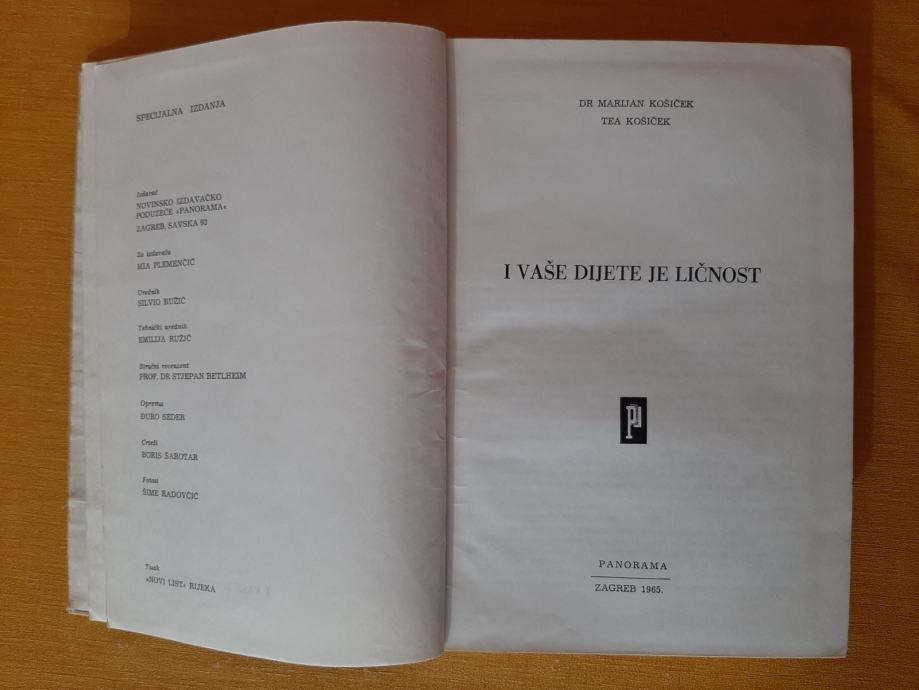 SPECIJALNA IZDANJA
Izdavač
NOVINSKO IZDAVAČKO
PODUZEĆE »PANORAMA«
ZAGREB, SAVSKA 92
Za izdavača
MIA PLEMENČIĆ
Urednik
SILVIO RUŽIĆ
Tehnički urednik
EMILIJA RUŽIĆ
Stručni recenzent
PROF. DR STJEPAN BETLHEIM
Oprema
ĐURO SEDER
Crteži
BORIS ŠAROTAR
Fotosi
ŠIME RADOVČIĆ
Tisak
»NOVI LIST« RIJEKA
DR MARIJAN KOŠIČEK
TEA KOŠIČEK
I VAŠE DIJETE JE LIČNOST
PANORAMA
ZAGREB 1965.